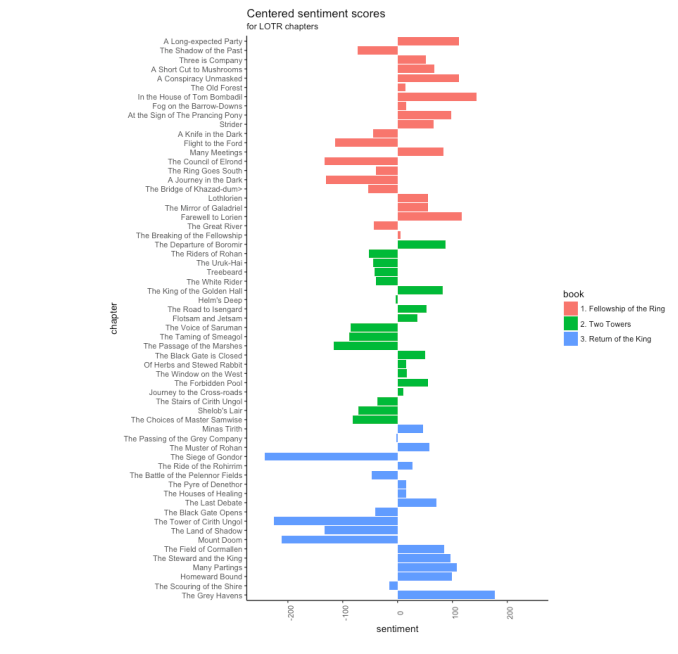 Centered sentiment scores
for LOTR chapters
A Long-expected Party
The Shadow of the Past
Three is Company
A Short Cut to Mushrooms
A Conspiracy Unmasked
The Old Forest
In the House of Tom Bombadil
Fog on the Barrow-Downs
At the Sign of The Prancing Pony
Strider
A Knife in the Dark
Flight to the Ford
Many Meetings
The Council of Elrond
The Ring Goes South
A Journey in the Dark
The Bridge of Khazad-dum>
Lothlorien
The Mirror of Galadriel
Farewell to Lorien
The Great River
The Breaking of the Fellowship
The Departure of Boromir
The Riders of Rohan
The Uruk-Hai
Treebeard
The White Rider
The King of the Golden Hall
Helm's Deep
The Road to Isengard
Flotsam and Jetsam
The Voice of Saruman
The Taming of Smeagol
The Passage of the Marshes
The Black Gate is Closed
Of Herbs and Stewed Rabbit
The Window on the West
The Forbidden Pool
Journey to the Cross-roads
The Stairs of Cirith Ungol
Shelob's Lair
The Choices of Master Samwise
Minas Tirith
The Passing of the Grey Company
The Muster of Rohan
The Siege of Gondor
The Ride of the Rohirrim
The Battle of the Pelennor Fields
The Pyre of Denethor
The Houses of Healing
The Last Debate
The Black Gate Opens
The Tower of Cirith Ungol
The Land of Shadow
Mount Doom
The Field of Cormallen
The Steward and the King
Many Partings
Homeward Bound
The Scouring of the Shire
The Grey Havens
chapter
-200
-100
0
100
200
sentiment
book
1. Fellowship of the Ring
2. Two Towers
3. Return of the King